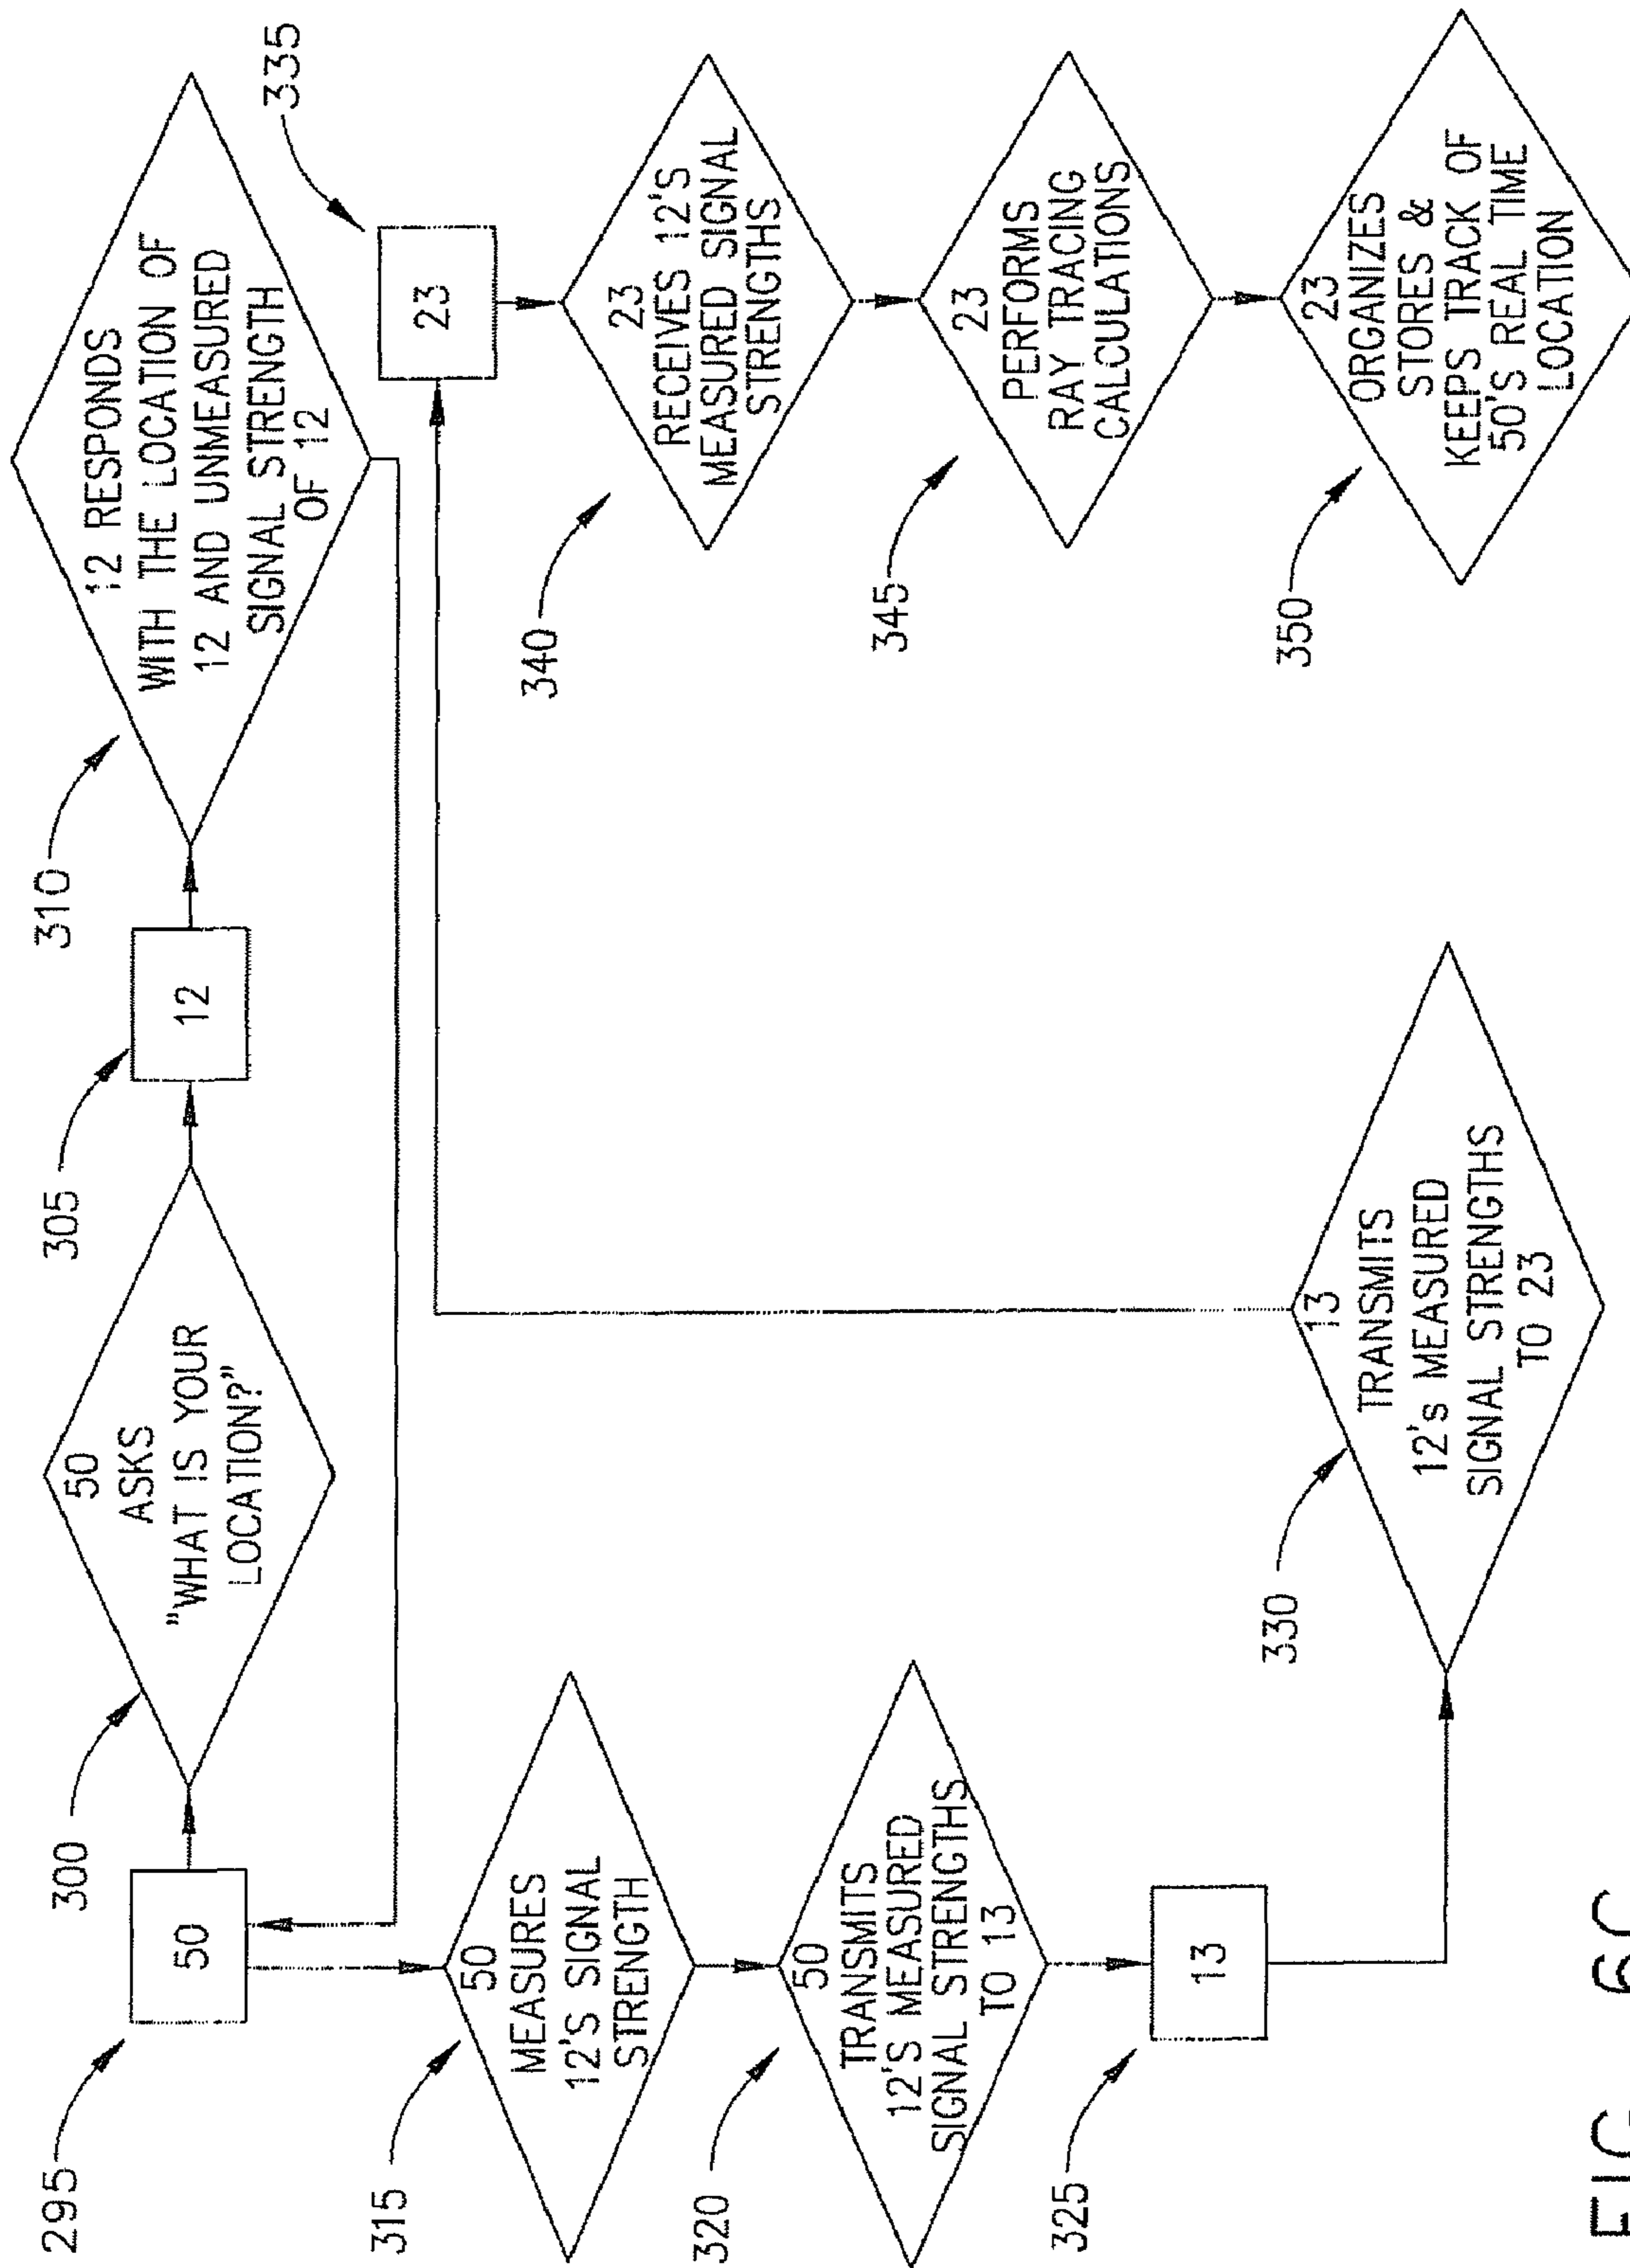 295
50
300
50
ASKS
"WHAT IS YOUR
LOCATION?"
305
12
310
12 RESPONDS
WITH THE LOCATION OF
12 AND UNMEASURED
SIGNAL STRENGTH
OF 12
315
50
MEASURES
12'S SIGNAL
STRENGTH
320
50
TRANSMITS
12'S MEASURED
SIGNAL STRENGTHS
TO 13
325
13
330
13
TRANSMITS
12's MEASURED
SIGNAL STRENGTHS
TO 23
335
23
340
23
RECEIVES 12'S
MEASURED SIGNAL
STRENGTHS
345
23
PERFORMS
RAY TRACING
CALCULATIONS
350
23
ORGANIZES
STORES &
KEEPS TRACK OF
50'S REAL TIME
LOCATION
FIG. 6C